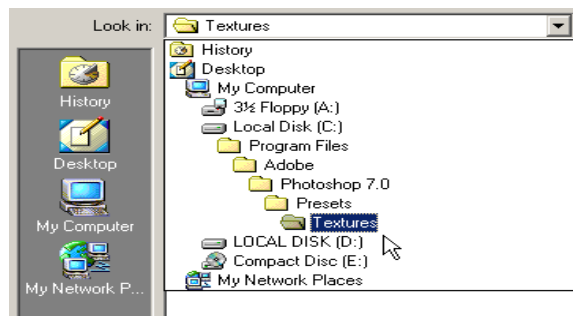 Look in: Textures
History
Desktop
My Computer
3½ Floppy (A:)
Local Disk (C:)
Program Files
Adobe
Photoshop 7.0
Presets
Textures
LOCAL DISK (D:)
Compact Disc (E:)
My Network Places
History
Desktop
My Computer
My Network P...